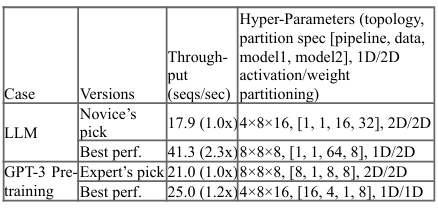 Case
Versions
Through-
put
(seqs/sec)
Hyper-Parameters (topology,
partition spec [pipeline, data,
model1, model2], 1D/2D
activation/weight
partitioning)
LLM
Novice's
pick
17.9 (1.0x)
4×8×16, [1, 1, 16, 32], 2D/2D
Best perf.
41.3 (2.3x)
8×8×8, [1, 1, 64, 8], 1D/2D
GPT-3 Pre-
training
Expert's pick
21.0 (1.0x)
8×8×8, [8, 1, 8, 8], 2D/2D
Best perf.
25.0 (1.2x)
4×8×16, [16, 4, 1, 8], 1D/1D